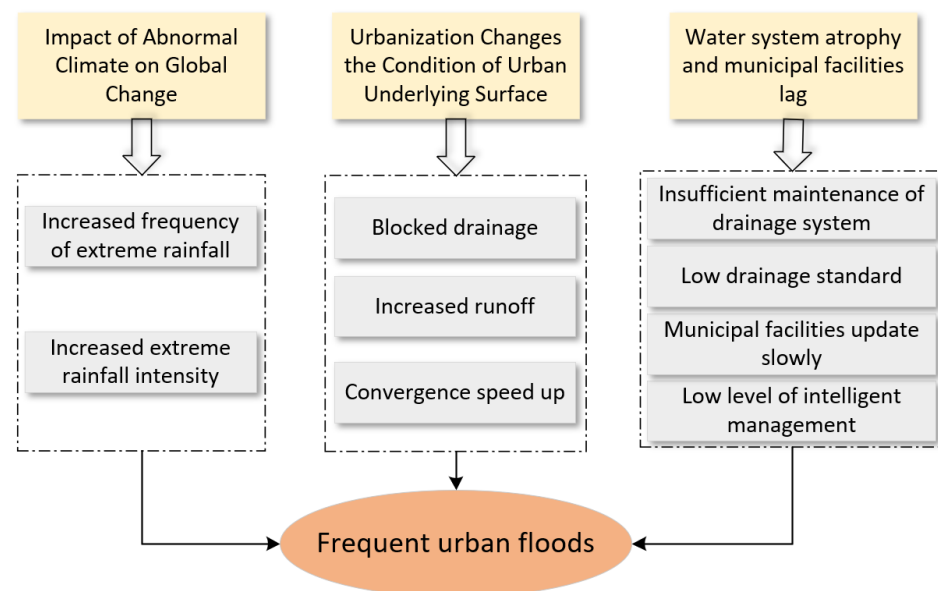 Impact of Abnormal
Climate on Global
Change
Urbanization Changes
the Condition of Urban
Underlying Surface
Water system atrophy
and municipal facilities
lag
Increased frequency
of extreme rainfall
Increased extreme
rainfall intensity
Blocked drainage
Increased runoff
Convergence speed up
Insufficient maintenance of
drainage system
Low drainage standard
Municipal facilities update
slowly
Low level of intelligent
management
Frequent urban floods